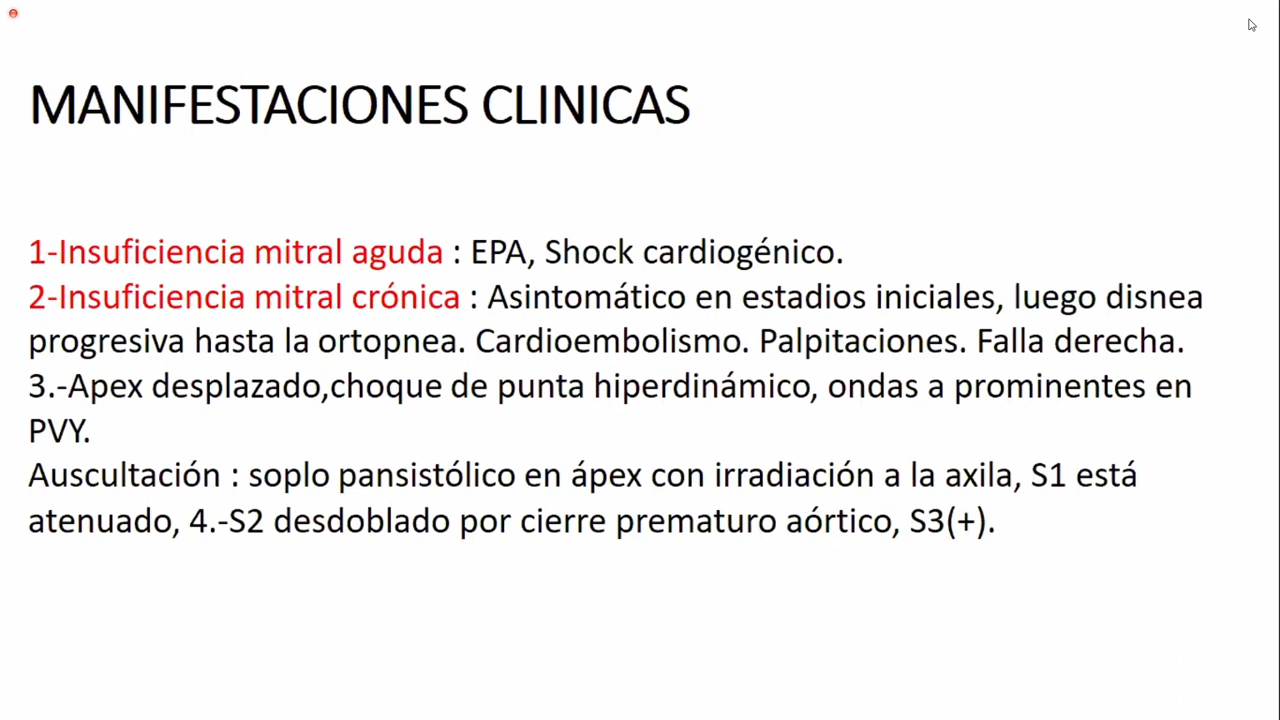 MANIFESTACIONES CLINICAS
1-Insuficiencia mitral aguda : EPA, Shock cardiogénico.
2-Insuficiencia mitral crónica : Asintomático en estadios iniciales, luego disnea
progresiva hasta la ortopnea. Cardioembolismo. Palpitaciones. Falla derecha.
3.-Apex desplazado,choque de punta hiperdinámico, ondas a prominentes en
PVY.
Auscultación : soplo pansistólico en ápex con irradiación a la axila, S1 está
atenuado, 4.-S2 desdoblado por cierre prematuro aórtico, S3(+).